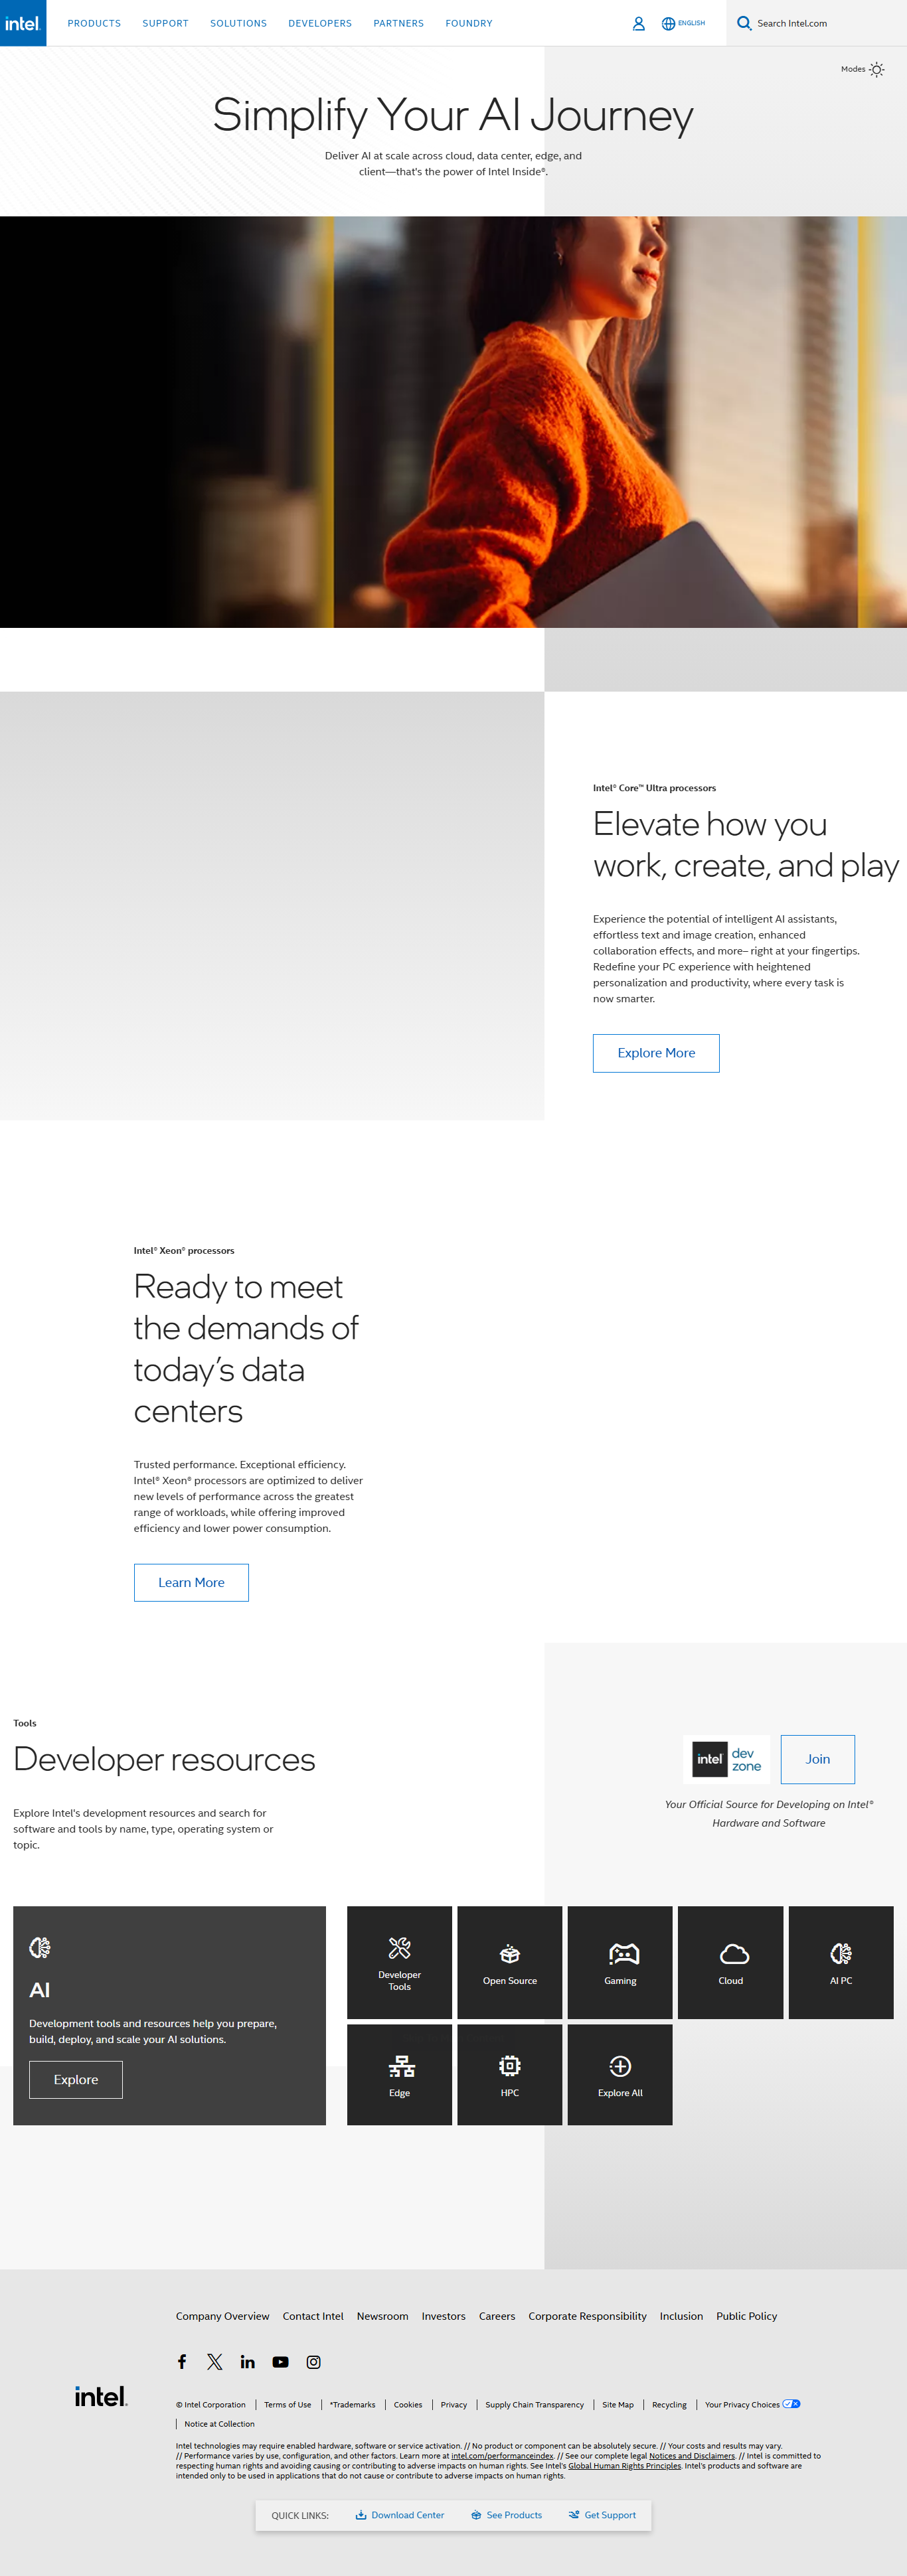 intel.
PRODUCTS
SUPPORT
SOLUTIONS
DEVELOPERS
PARTNERS
FOUNDRY
ENGLISH
Search Intel.com
Modes
Simplify Your AI Journey
Deliver AI at scale across cloud, data center, edge, and
client—that's the power of Intel Inside®.
Intel® Core™ Ultra processors
Elevate how you
work, create, and play
Experience the potential of intelligent AI assistants,
effortless text and image creation, enhanced
collaboration effects, and more– right at your fingertips.
Redefine your PC experience with heightened
personalization and productivity, where every task is
now smarter.
Explore More
Intel® Xeon® processors
Ready to meet
the demands of
today’s data
centers
Trusted performance. Exceptional efficiency.
Intel® Xeon® processors are optimized to deliver
new levels of performance across the greatest
range of workloads, while offering improved
efficiency and lower power consumption.
Learn More
Tools
Developer resources
Explore Intel's development resources and search for
software and tools by name, type, operating system or
topic.
intel
dev
zone
Join
Your Official Source for Developing on Intel®
Hardware and Software
AI
Development tools and resources help you prepare,
build, deploy, and scale your AI solutions.
Explore
Developer
Tools
Open Source
Gaming
Cloud
AI PC
Edge
HPC
Explore All
Company Overview
Contact Intel
Newsroom
Investors
Careers
Corporate Responsibility
Inclusion
Public Policy
intel®
© Intel Corporation
Terms of Use
*Trademarks
Cookies
Privacy
Supply Chain Transparency
Site Map
Recycling
Your Privacy Choices
Notice at Collection
Intel technologies may require enabled hardware, software or service activation. // No product or component can be absolutely secure. // Your costs and results may vary.
// Performance varies by use, configuration, and other factors. Learn more at intel.com/performanceindex. // See our complete legal Notices and Disclaimers. // Intel is committed to
respecting human rights and avoiding causing or contributing to adverse impacts on human rights. See Intel's Global Human Rights Principles. Intel's products and software are
intended only to be used in applications that do not cause or contribute to adverse impacts on human rights.
QUICK LINKS:
Download Center
See Products
Get Support